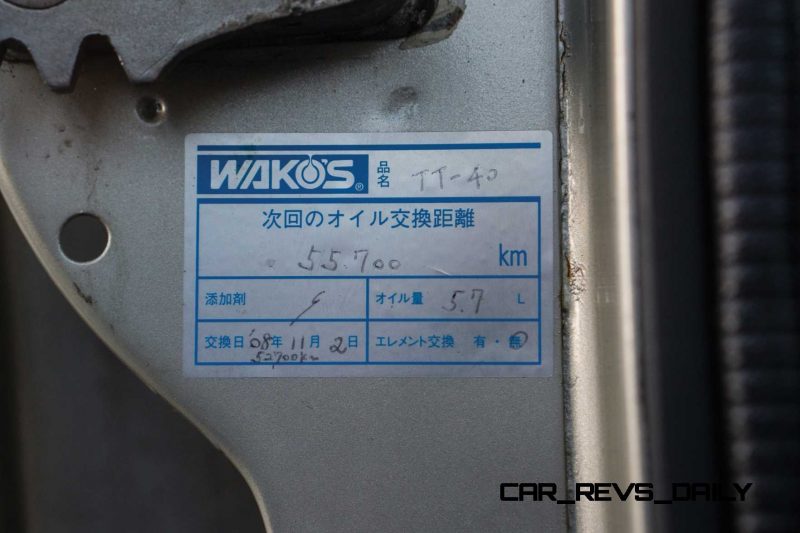 WAKO'S® 品名 TT-40
次回のオイル交換距離
55.700 km
添加剤 オイル量 5.7 L
交換日 '08年 11月 2日 エレメント交換 有・無
52700km
CAR_REVS_DAILY